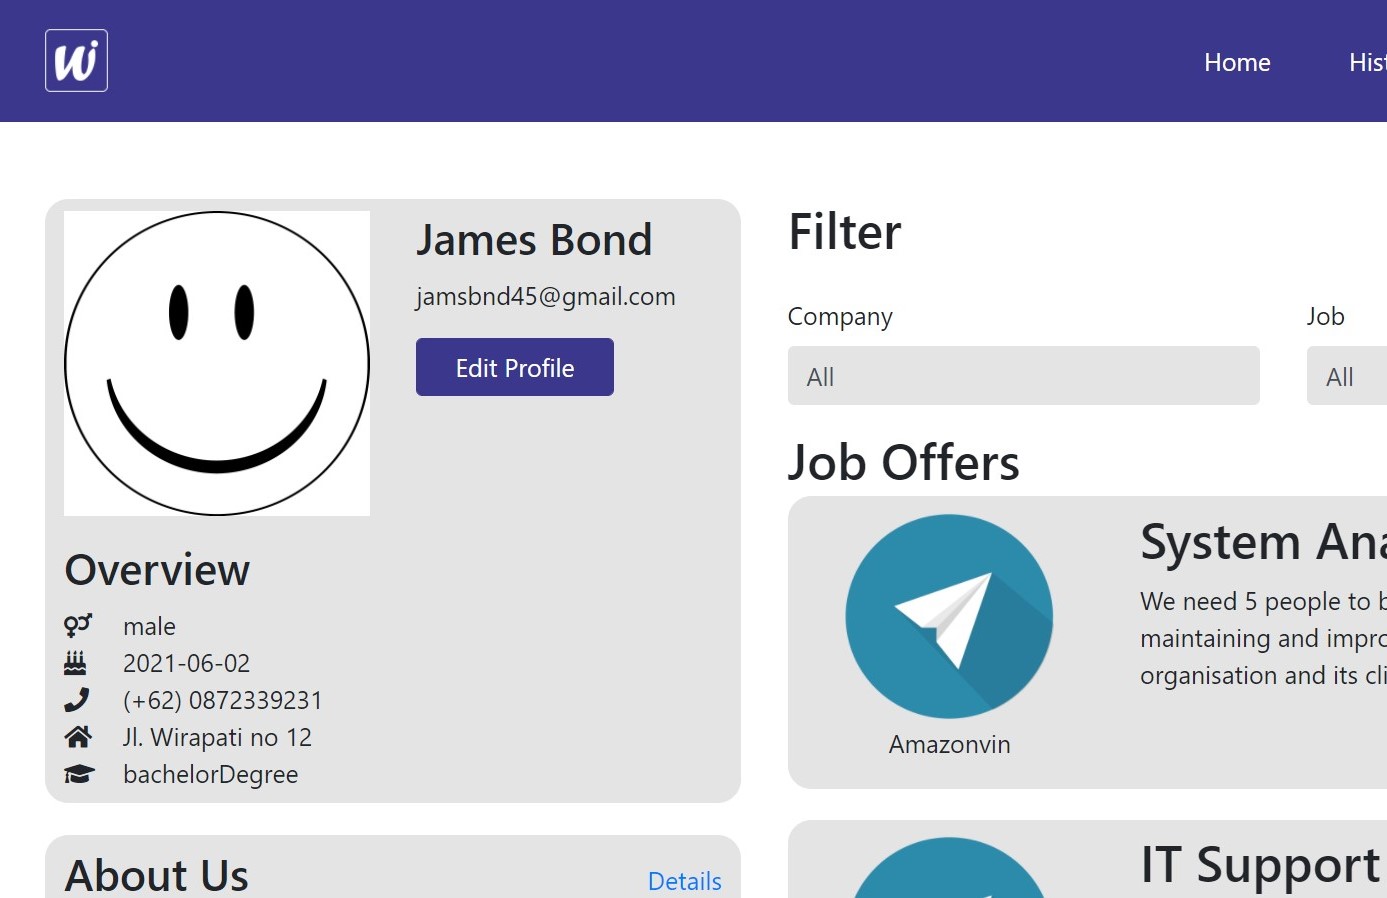 Wi
Home
Hist
James Bond
jamsbnd45@gmail.com
Edit Profile
Overview
male
2021-06-02
(+62) 0872339231
Jl. Wirapati no 12
bachelorDegree
About Us
Details
Filter
Company
Job
All
All
Job Offers
System Ana
We need 5 people to b
maintaining and impro
organisation and its cli
Amazonvin
IT Support